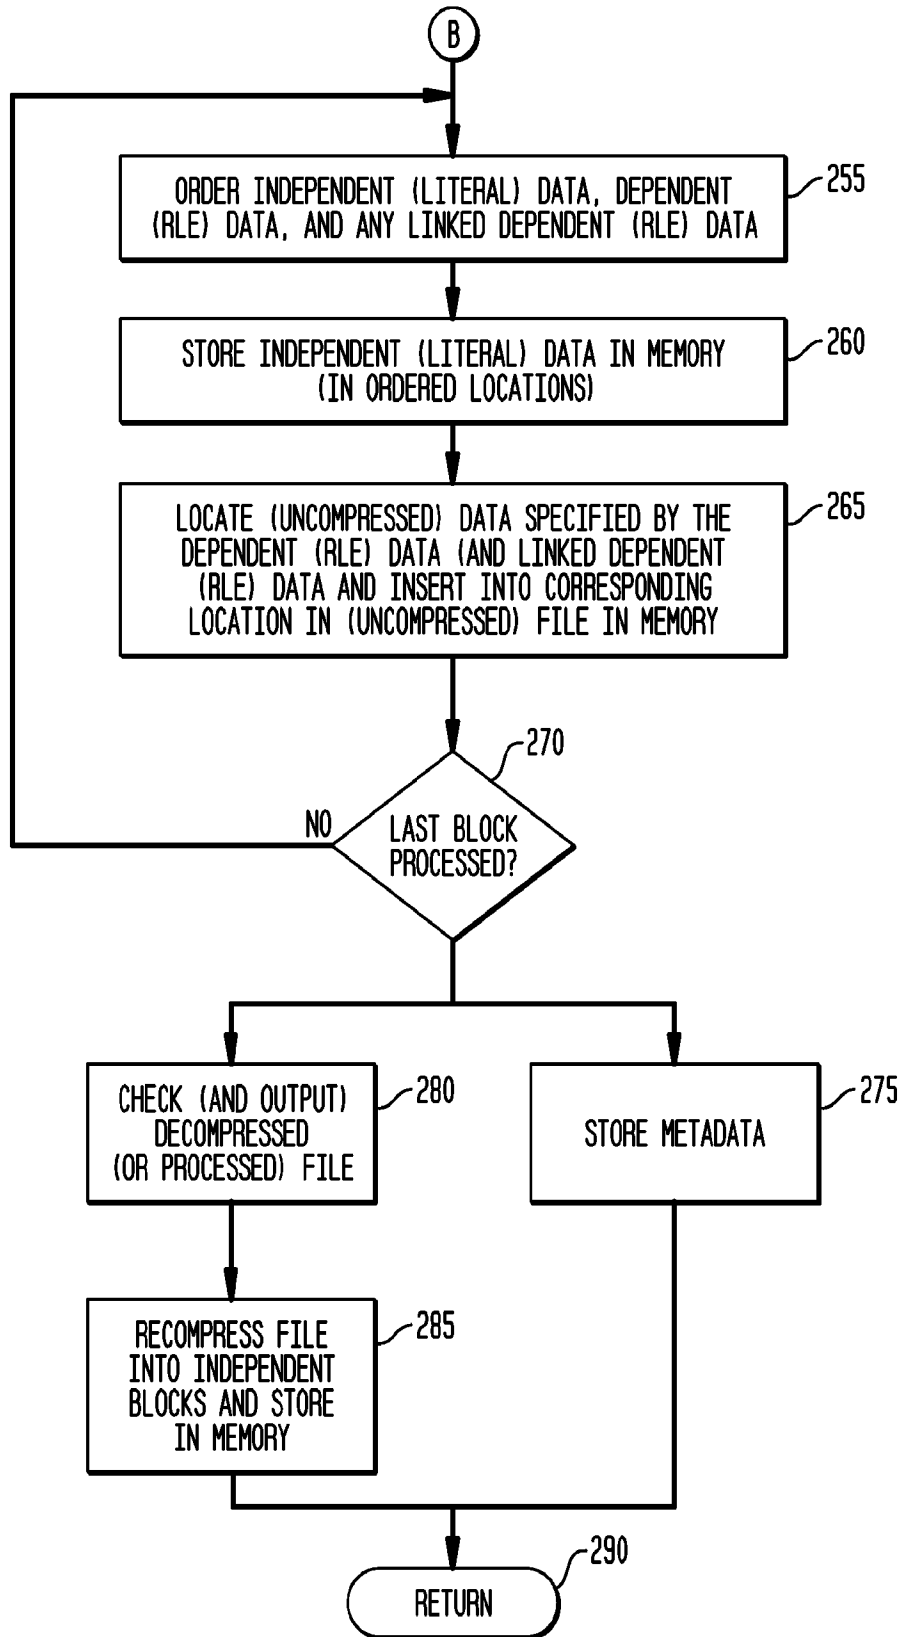 B
ORDER INDEPENDENT (LITERAL) DATA, DEPENDENT
(RLE) DATA, AND ANY LINKED DEPENDENT (RLE) DATA
255
STORE INDEPENDENT (LITERAL) DATA IN MEMORY
(IN ORDERED LOCATIONS)
260
LOCATE (UNCOMPRESSED) DATA SPECIFIED BY THE
DEPENDENT (RLE) DATA (AND LINKED DEPENDENT
(RLE) DATA AND INSERT INTO CORRESPONDING
LOCATION IN (UNCOMPRESSED) FILE IN MEMORY
265
270
NO
LAST BLOCK
PROCESSED?
CHECK (AND OUTPUT)
DECOMPRESSED
(OR PROCESSED) FILE
280
STORE METADATA
275
RECOMPRESS FILE
INTO INDEPENDENT
BLOCKS AND STORE
IN MEMORY
285
RETURN
290